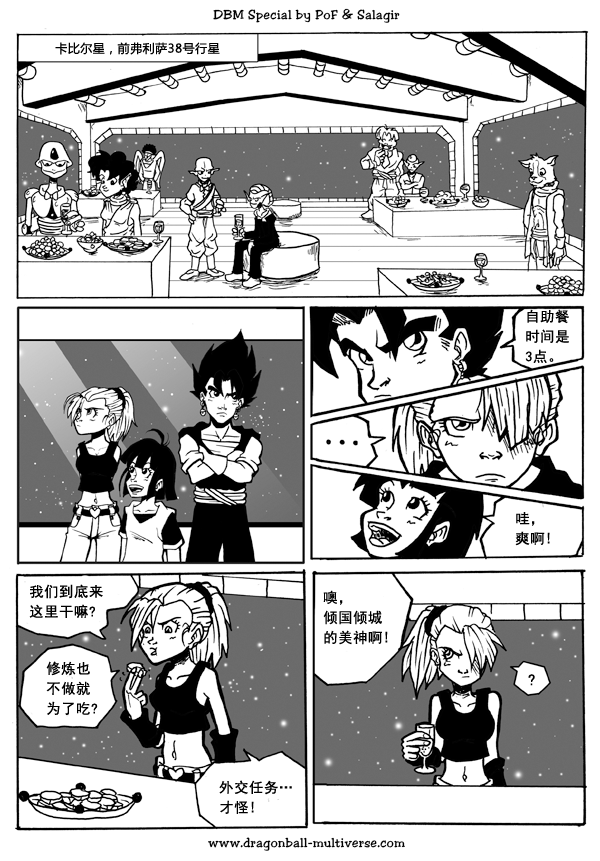 DBM Special by PoF & Salagir
卡比尔星，前弗利萨38号行星
自助餐
时间是
3点。
...
哇，
爽啊！
我们到底来
这里干嘛？
修炼也
不做就
为了吃？
外交任务…
才怪！
噢，
倾国倾城
的美神啊！
？
www.dragonball-multiverse.com